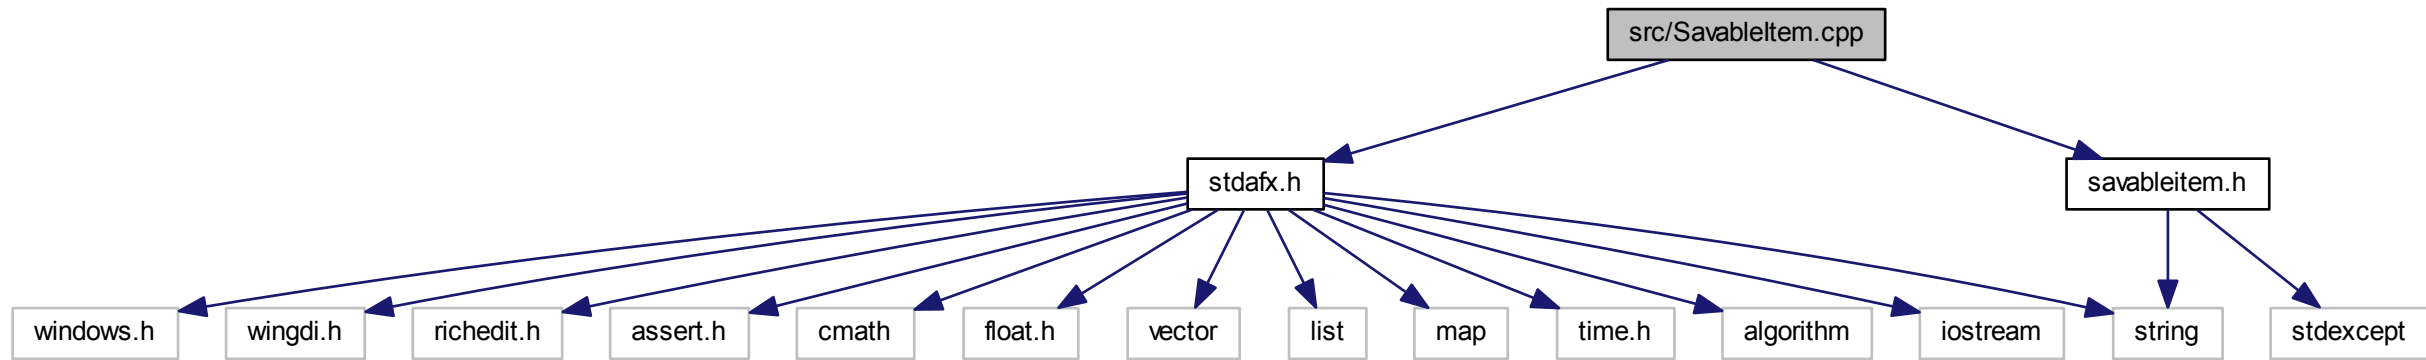 src/SavableItem.cpp
stdafx.h
savableitem.h
windows.h
wingdi.h
richedit.h
assert.h
cmath
float.h
vector
list
map
time.h
algorithm
iostream
string
stdexcept